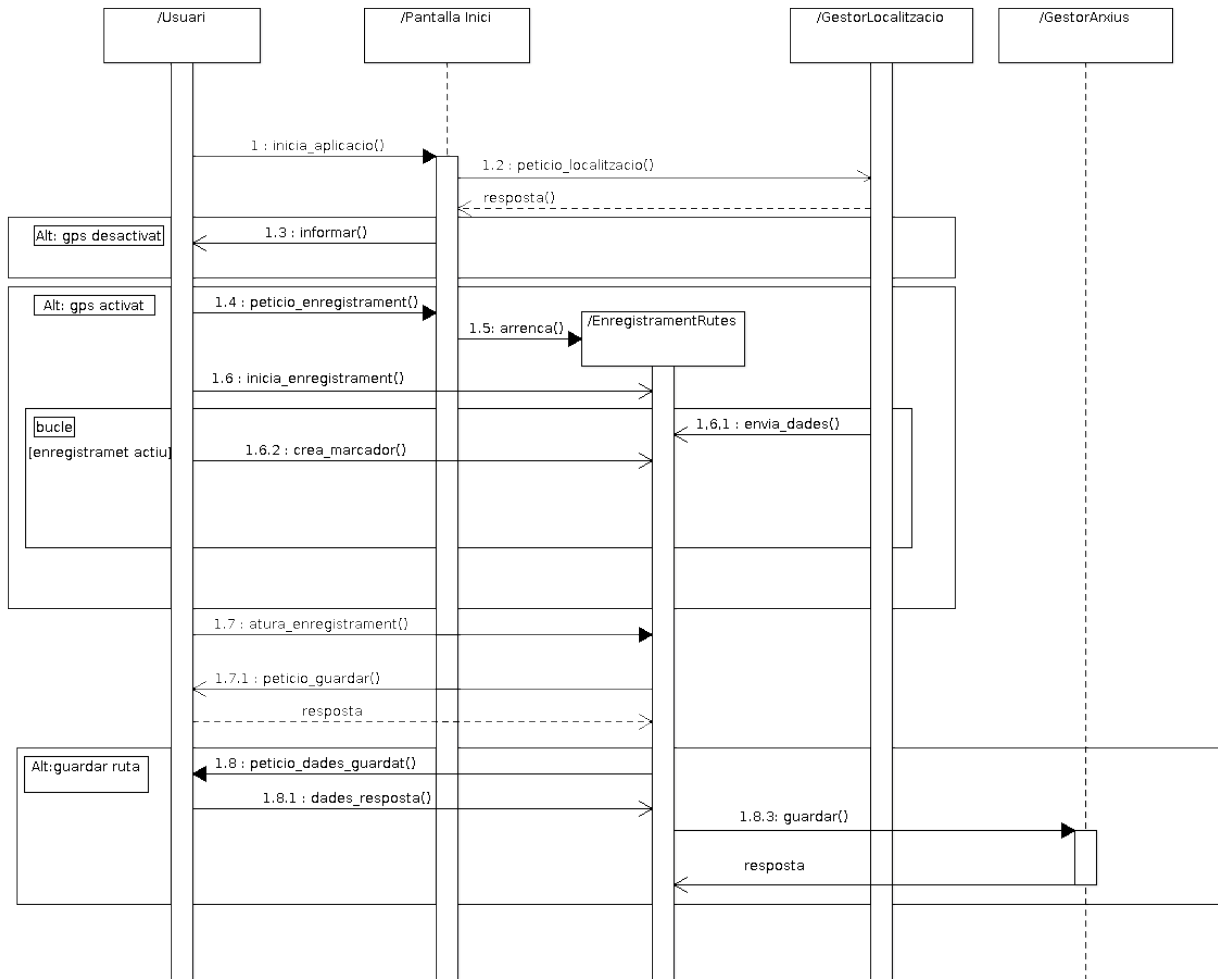 /Usuari
/Pantalla Inici
/GestorLocalitzacio
/GestorArxius
1 : inicia_aplicacio()
1.2 : peticio_localitzacio()
resposta()
Alt: gps desactivat
1.3 : informar()
Alt: gps activat
1.4 : peticio_enregistrament()
1.5: arrenca()
/EnregistramentRutes
1.6 : inicia_enregistrament()
bucle
[enregistramet actiu]
1,6,1 : envia_dades()
1.6.2 : crea_marcador()
1.7 : atura_enregistrament()
1.7.1 : peticio_guardar()
resposta
Alt:guardar ruta
1.8 : peticio_dades_guardat()
1.8.1 : dades_resposta()
1.8.3: guardar()
resposta